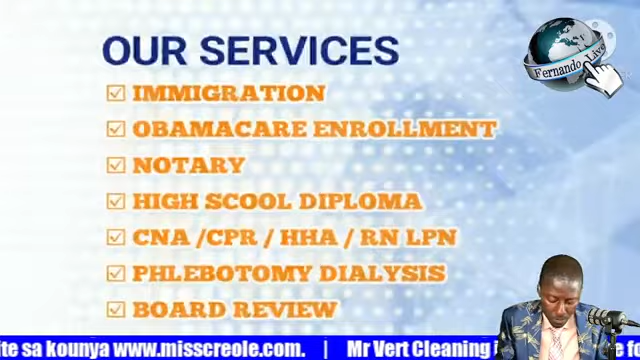 OUR SERVICES
Fernando Live
☑ IMMIGRATION
☑ OBAMACARE ENROLLMENT
☑ NOTARY
☑ HIGH SCOOL DIPLOMA
☑ CNA /CPR / HHA / RN LPN
☑ PHLEBOTOMY DIALYSIS
☑ BOARD REVIEW
ite sa kounya www.misscreole.com. | Mr Vert Cleaning